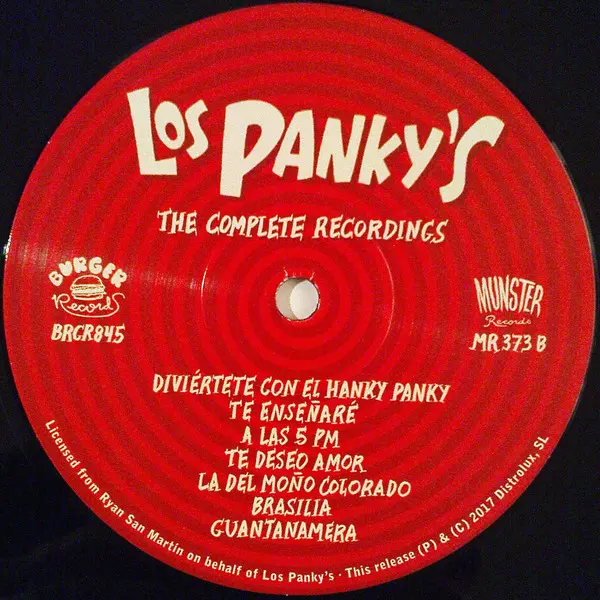 LOS PANKY'S
THE COMPLETE RECORDINGS
BURGER
Records
BRCR845
MUNSTER
Records
MR 373 B
DIVIÉRTETE CON EL HANKY PANKY
TE ENSEÑARÉ
A LAS 5 PM
TE DESEO AMOR
LA DEL MOÑO COLORADO
BRASILIA
GUANTANAMERA
Licensed from Ryan San Martin on behalf of Los Panky's · This release (P) & (C) 2017 Distrolux, SL